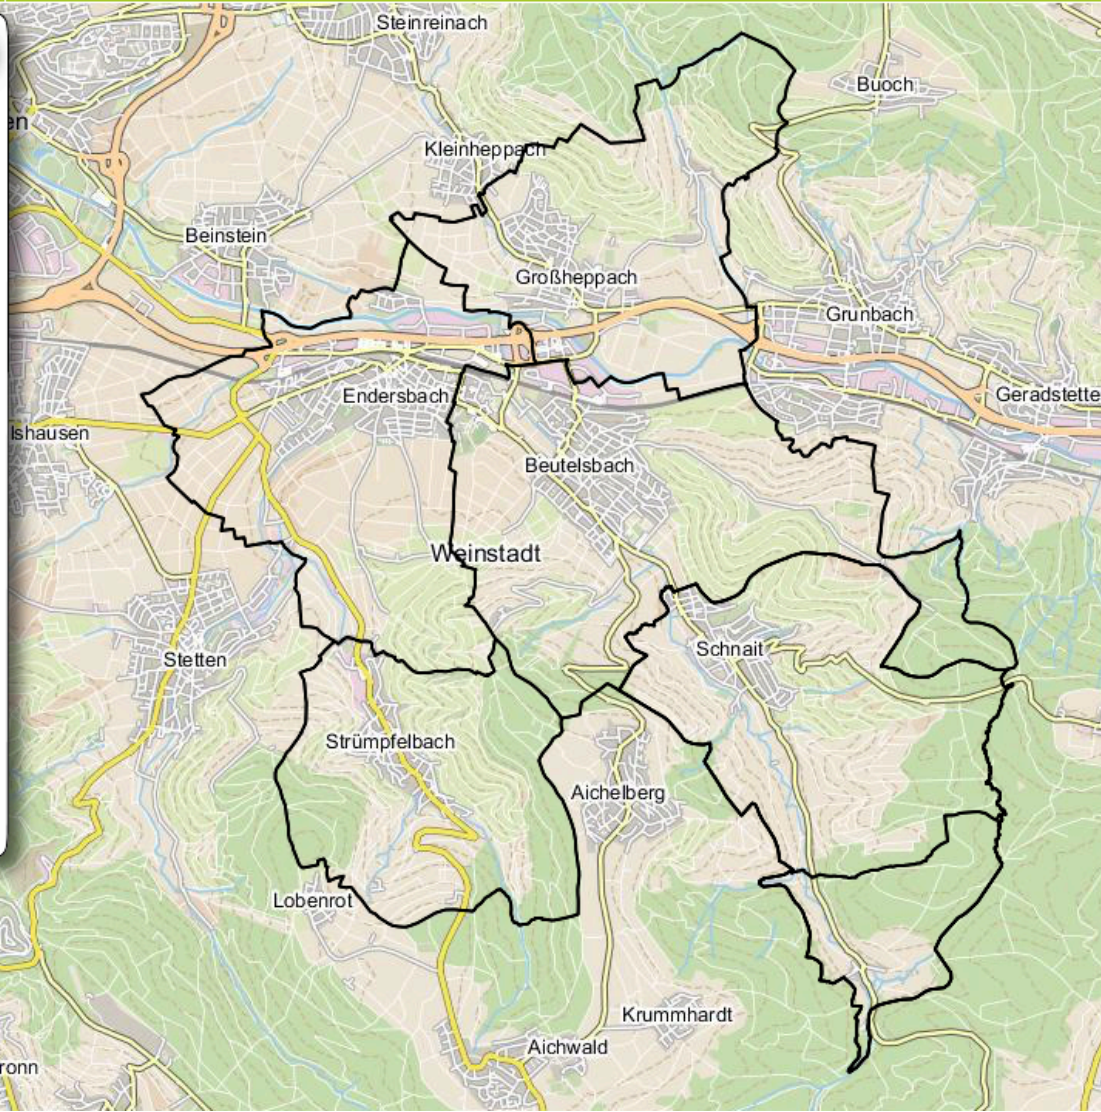 Steinreinach
Buoch
en
Kleinheppach
Beinstein
Großheppach
Grunbach
Endersbach
Geradstette
lshausen
Beutelsbach
Weinstadt
Schnait
Stetten
Strümpfelbach
Aichelberg
Lobenrot
Krummhardt
Aichwald
ronn